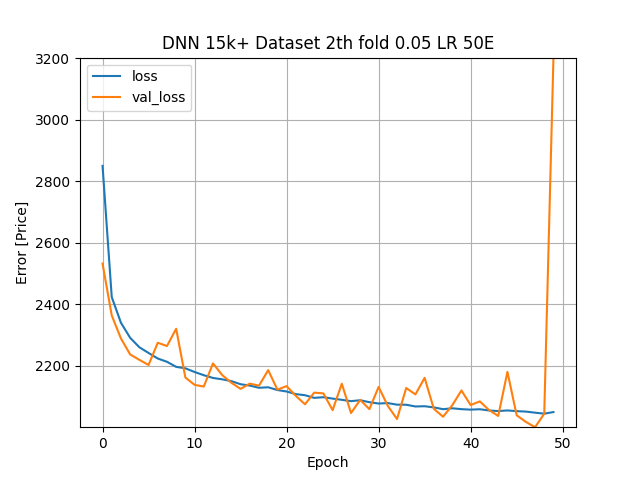 DNN 15k+ Dataset 2th fold 0.05 LR 50E
loss
val_loss
3200
3000
2800
2600
2400
2200
Error [Price]
0 10 20 30 40 50
Epoch